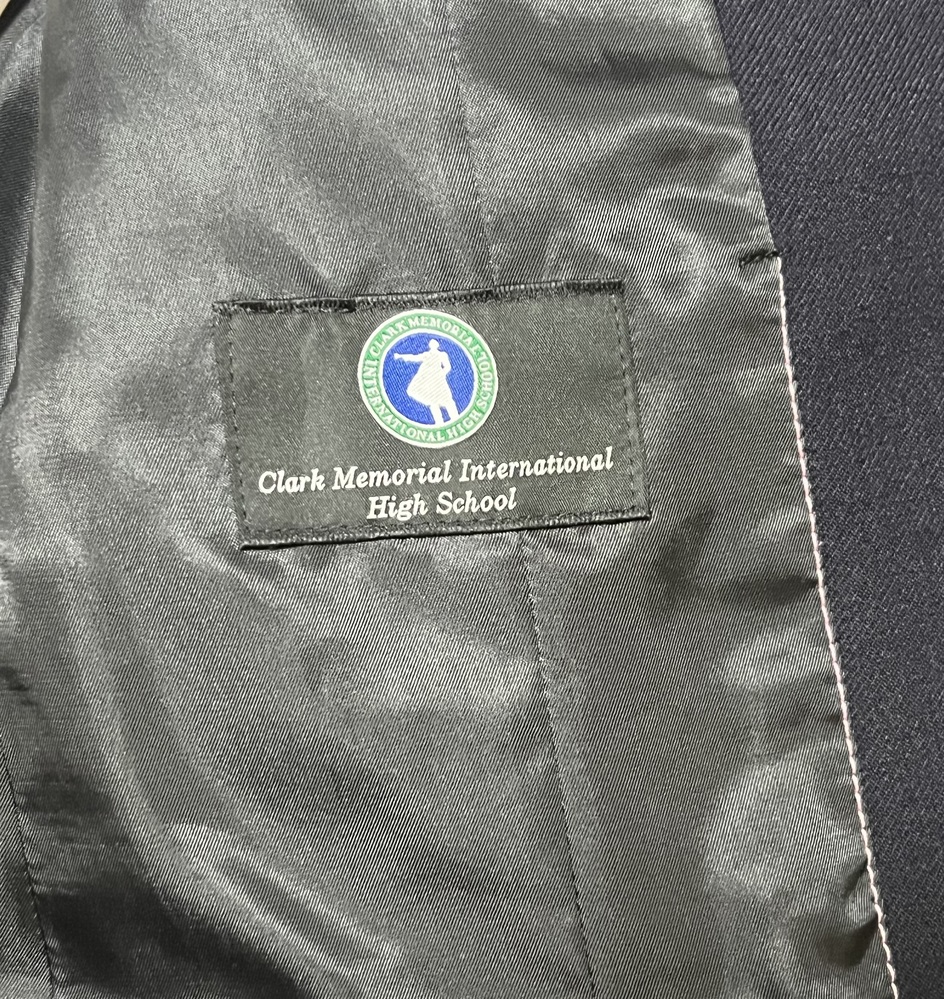 CLARK MEMORIAL INTERNATIONAL HIGH SCHOOL
Clark Memorial International
High School